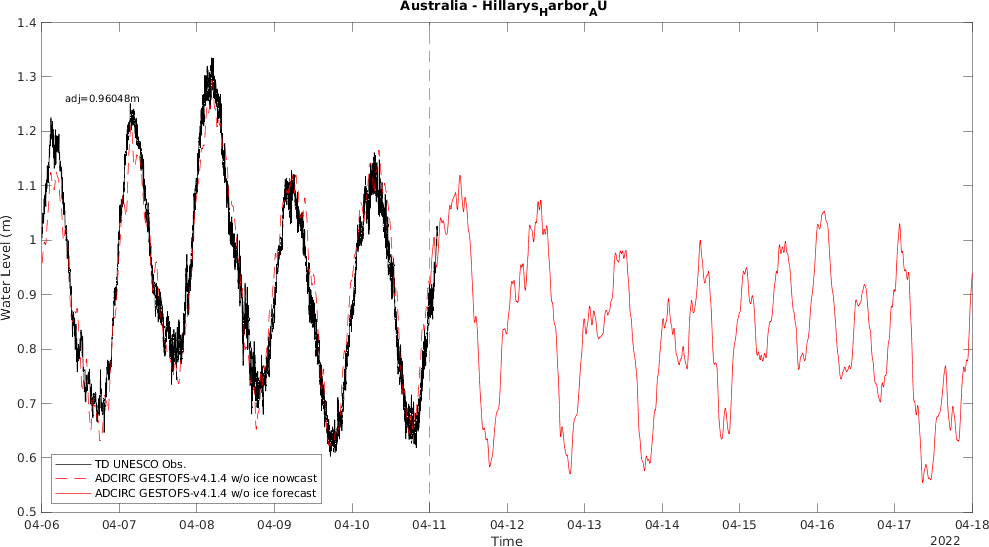 Australia - HillarysHarborAU
1.4
1.3
adj=0.96048m
1.2
1.1
1
0.9
0.8
0.7
0.6
0.5
Water Level (m)
TD UNESCO Obs.
ADCIRC GESTOFS-v4.1.4 w/o ice nowcast
ADCIRC GESTOFS-v4.1.4 w/o ice forecast
04-06 04-07 04-08 04-09 04-10 04-11 04-12 04-13 04-14 04-15 04-16 04-17 04-18
Time
2022